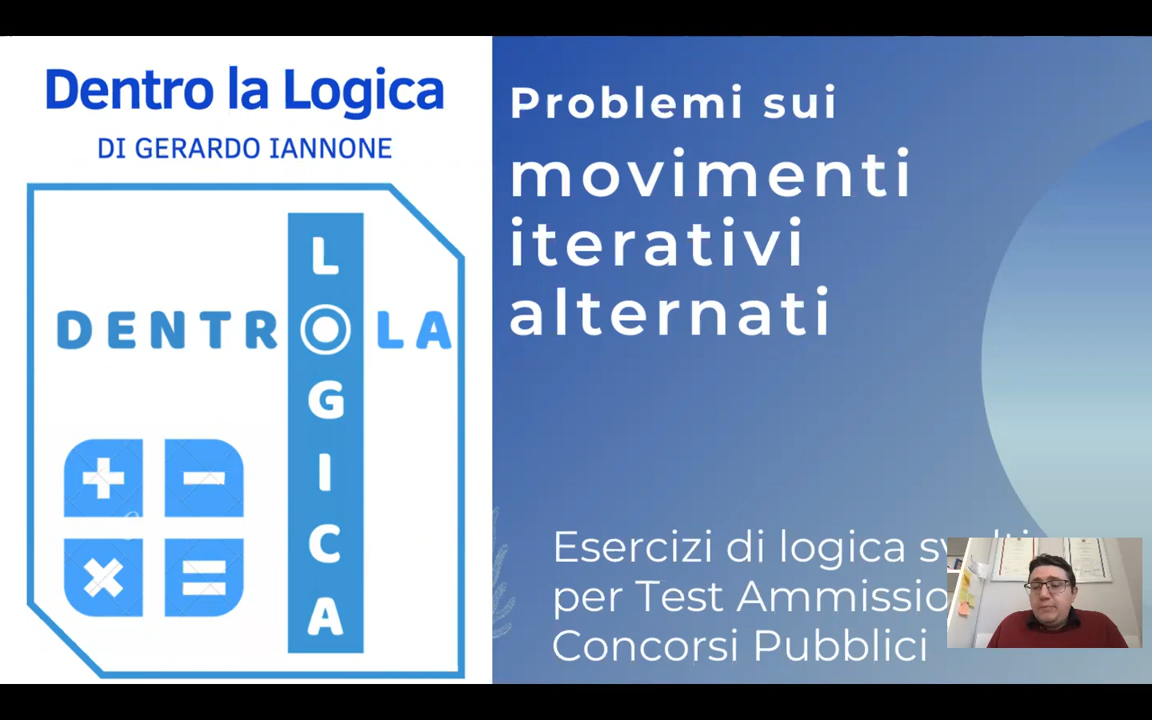 Dentro la Logica
DI GERARDO IANNONE
DENTRO LA
LOGICA
Problemi sui
movimenti
iterativi
alternati
Esercizi di logica
per Test
Concorsi Pubblici